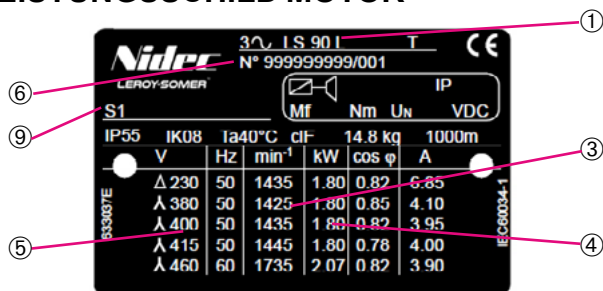 LEISTUNGSSCHILD MOTOR
①
Nidec 3∿ LS 90 L T CE
⑥ N° 999999999/001
LEROY-SOMER IP
⑨ S1 Mf Nm UN VDC
IP55 IK08 Ta40°C clF 14.8 kg 1000m
V Hz min-1 kW cos φ A
③
Δ 230 50 1435 1.80 0.82 6.85
⅄ 380 50 1425 1.80 0.85 4.10
⑤ ⅄ 400 50 1435 1.80 0.82 3.95
④
⅄ 415 50 1445 1.80 0.78 4.00
⅄ 460 60 1735 2.07 0.82 3.90
633037E
IEC60034-1